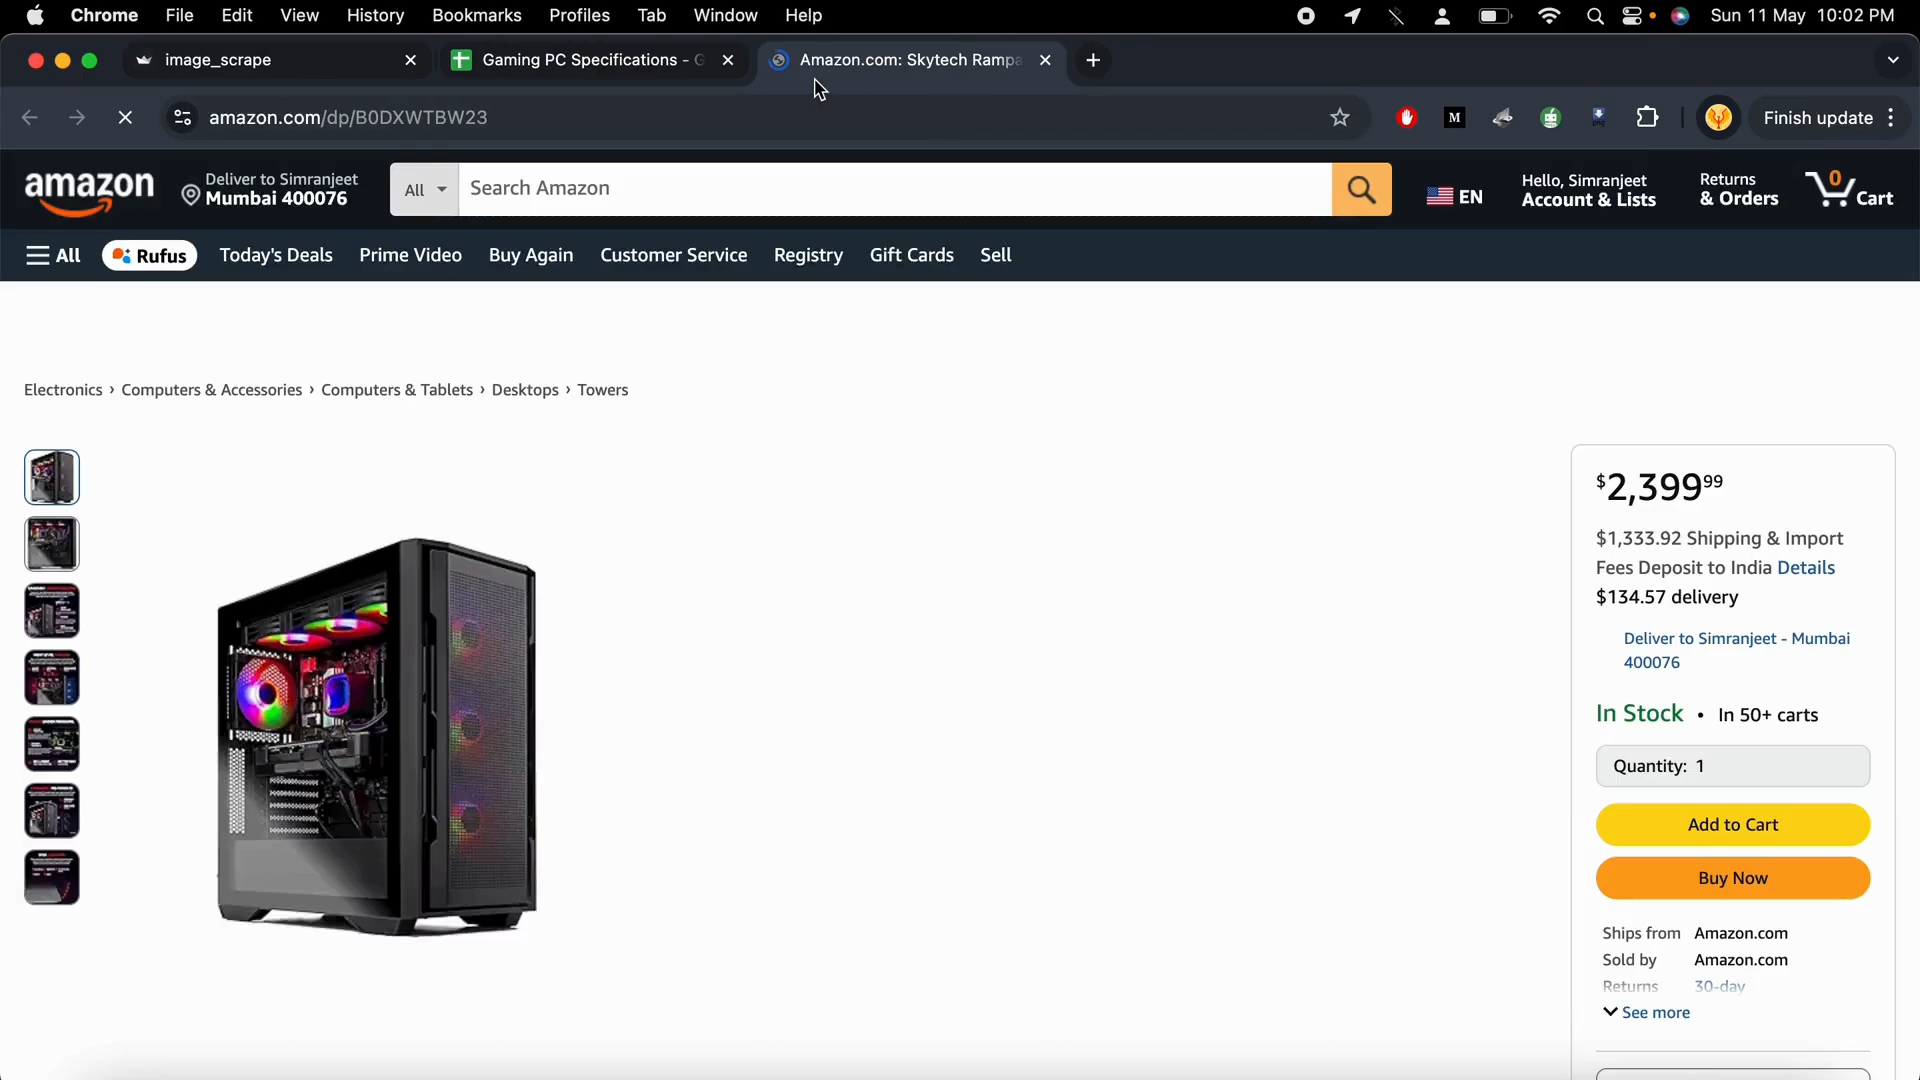 Chrome File Edit View History Bookmarks Profiles Tab Window Help Sun 11 May 10:02 PM
image_scrape Gaming PC Specifications - G Amazon.com: Skytech Rampa
amazon.com/dp/B0DXWTBW23 M Finish update
amazon
Deliver to Simranjeet
Mumbai 400076
All Search Amazon
EN
Hello, Simranjeet
Account & Lists
Returns
& Orders
0
Cart
All Rufus Today's Deals Prime Video Buy Again Customer Service Registry Gift Cards Sell
Electronics › Computers & Accessories › Computers & Tablets › Desktops › Towers
$2,399 99
$1,333.92 Shipping & Import
Fees Deposit to India Details
$134.57 delivery
Deliver to Simranjeet - Mumbai
400076
In Stock • In 50+ carts
Quantity: 1
Add to Cart
Buy Now
Ships from Amazon.com
Sold by Amazon.com
Returns 30-day
See more